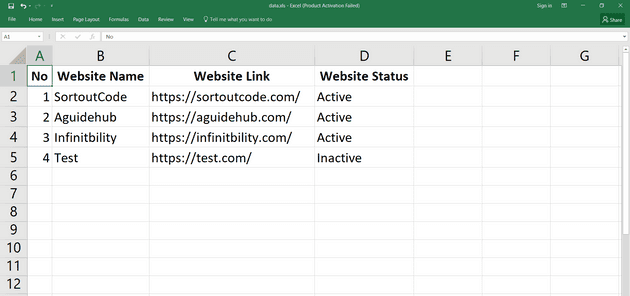 data.xls - Excel (Product Activation Failed)
Sign in
File Home Insert Page Layout Formulas Data Review View Tell me what you want to do Share
A1 fx No
A B C D E F G
1 No Website Name Website Link Website Status
2 1 SortoutCode https://sortoutcode.com/ Active
3 2 Aguidehub https://aguidehub.com/ Active
4 3 Infinitbility https://infinitbility.com/ Active
5 4 Test https://test.com/ Inactive
6
7
8
9
10
11
12